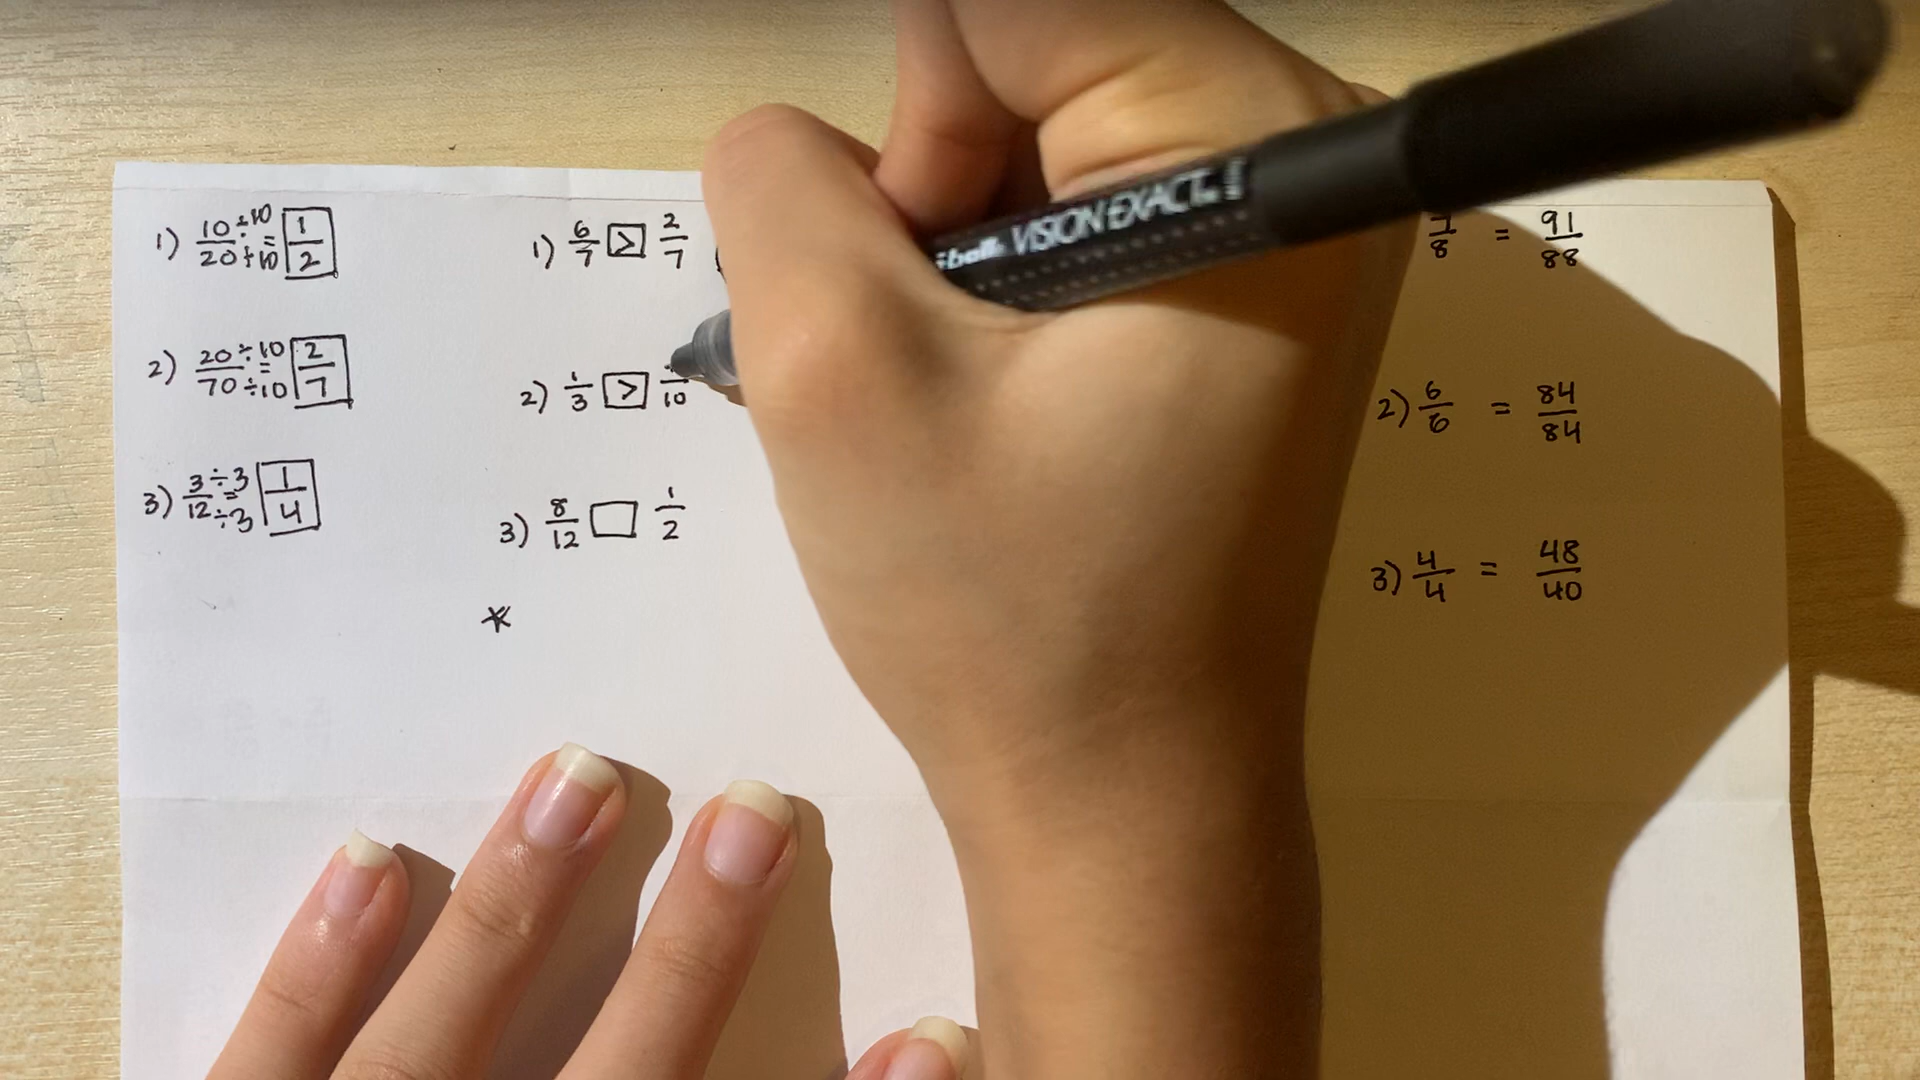 1) 10÷10 / 20÷10 = 1/2
2) 20÷10 / 70÷10 = 2/7
3) 3÷3 / 12÷3 = 1/4
1) 6/7 > 2/7
2) 1/3 > /10
3) 8/12 □ 1/2
*
/8 = 91/88
2) 6/6 = 84/84
3) 4/4 = 48/40
VISION EXACT